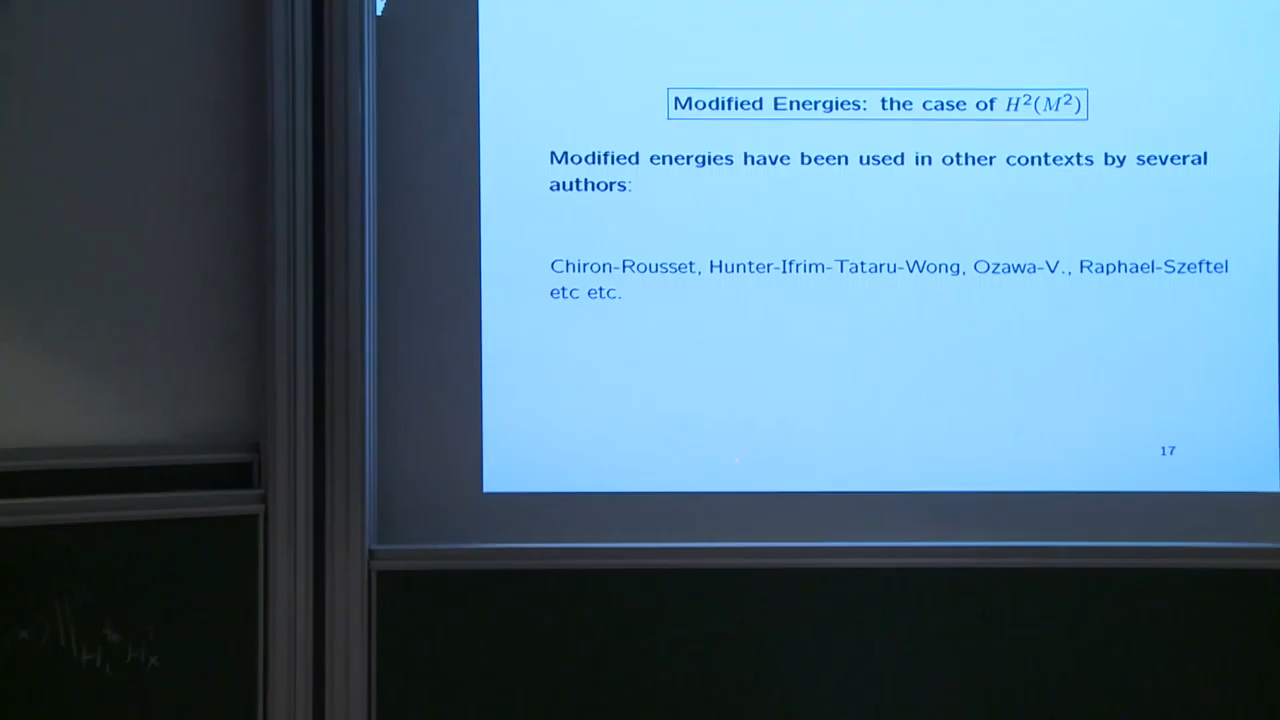 Modified Energies: the case of H²(M²)
Modified energies have been used in other contexts by several
authors:
Chiron-Rousset, Hunter-Ifrim-Tataru-Wong, Ozawa-V., Raphael-Szeftel
etc etc.
17